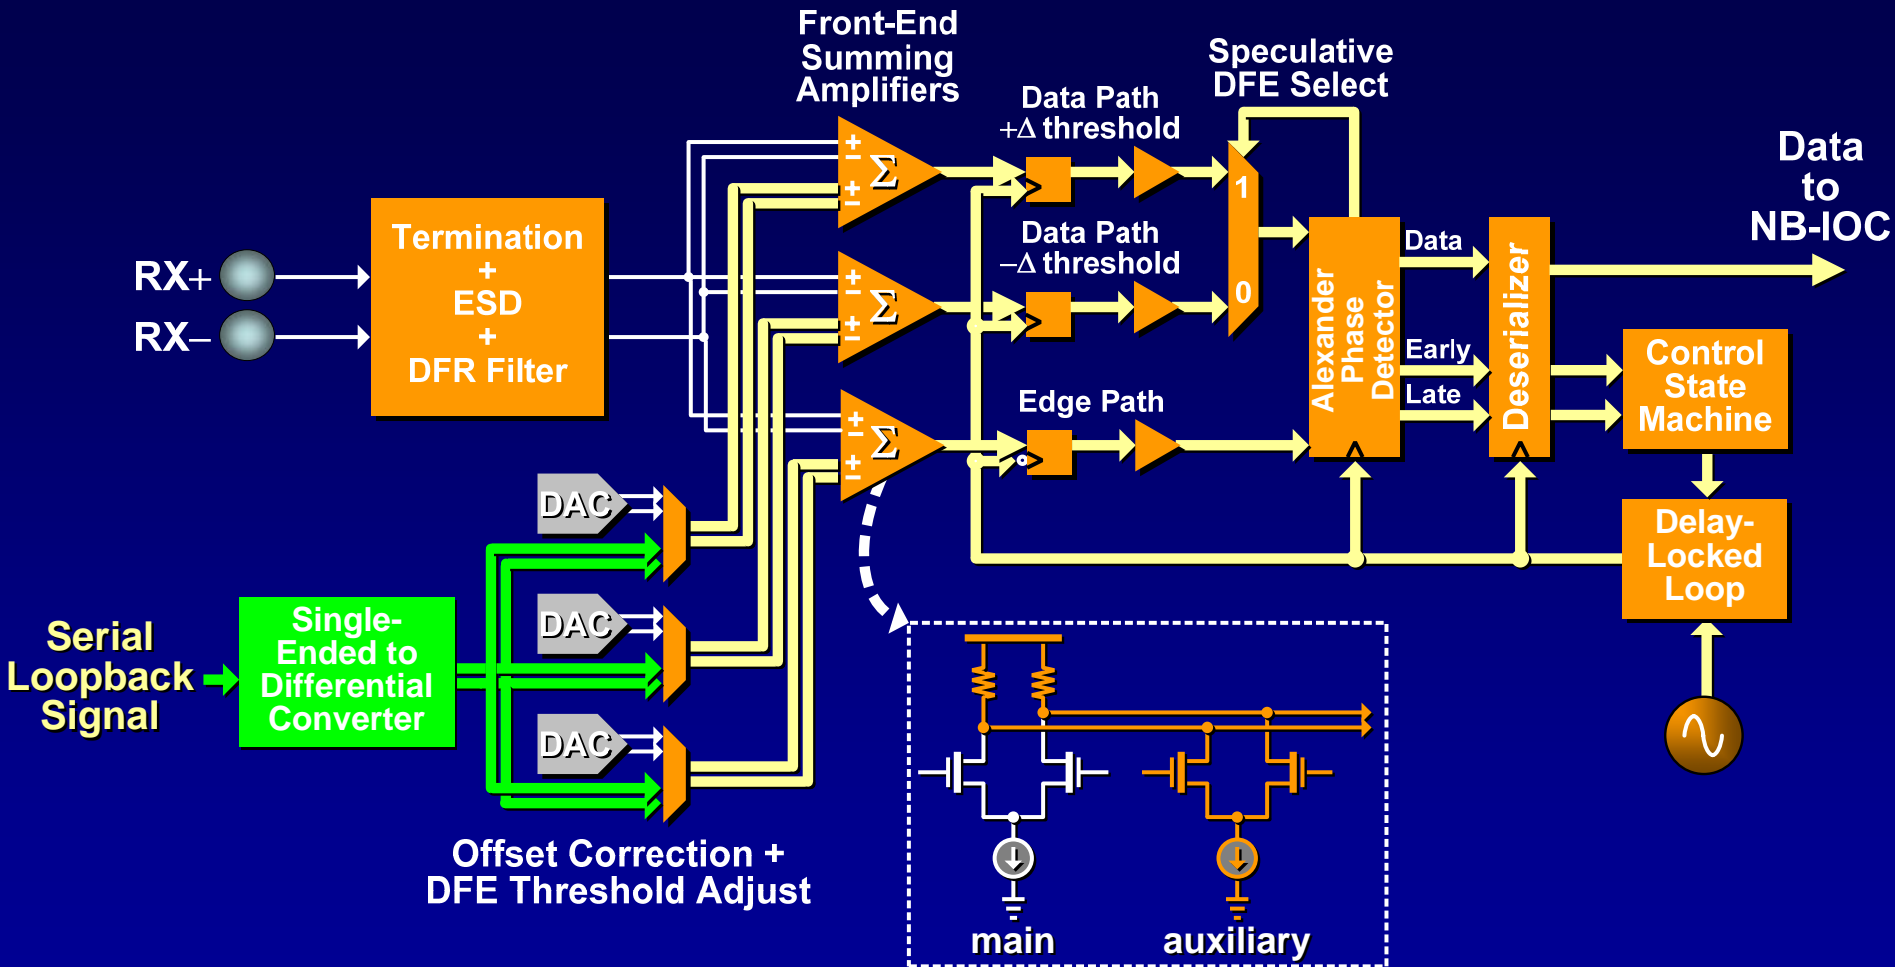 Front-End
Summing
Amplifiers
Speculative
DFE Select
Data Path
+Δ threshold
Data
to
NB-IOC
+
−
Σ
+
−
1
Termination
+
ESD
+
DFR Filter
RX+
RX−
Data Path
−Δ threshold
+
−
Σ
+
−
0
Data
Early
Late
Alexander
Phase
Detector
Deserializer
Control
State
Machine
Edge Path
+
−
Σ
+
−
DAC
DAC
DAC
Delay-
Locked
Loop
Serial
Loopback
Signal
Single-
Ended to
Differential
Converter
Offset Correction +
DFE Threshold Adjust
main
auxiliary